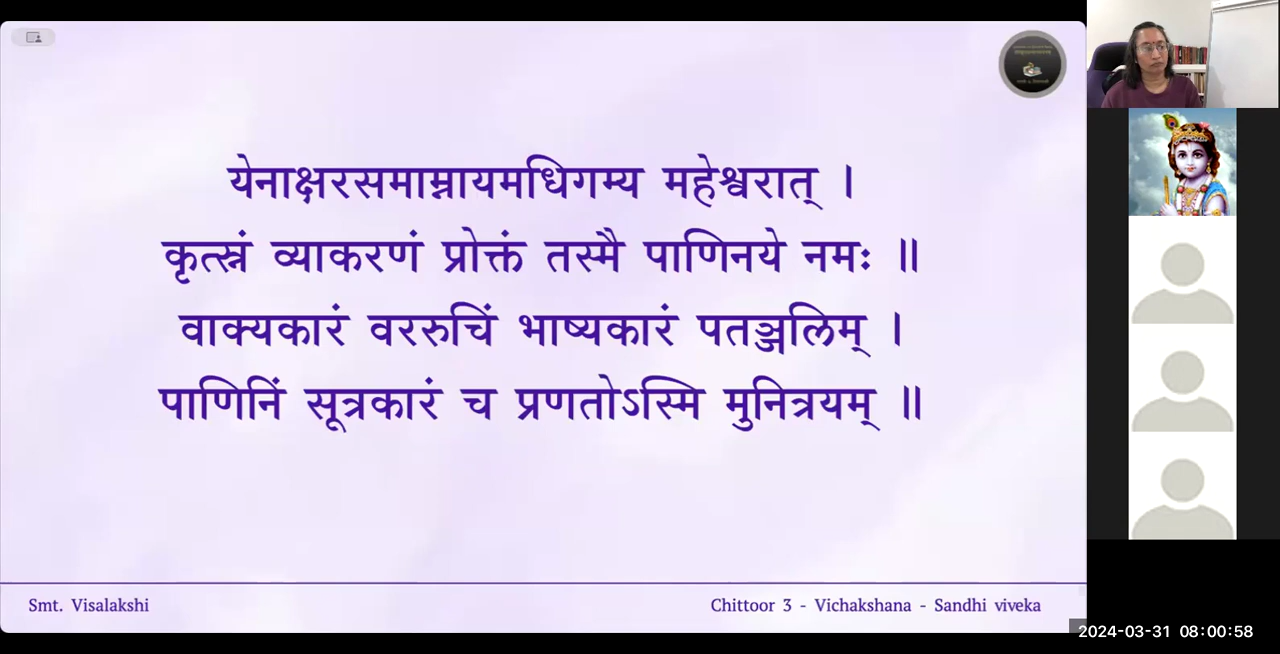 येनाक्षरसमाम्नायमधिगम्य महेश्वरात् ।
कृत्स्नं व्याकरणं प्रोक्तं तस्मै पाणिनये नमः ॥
वाक्यकारं वररुचिं भाष्यकारं पतञ्जलिम् ।
पाणिनिं सूत्रकारं च प्रणतोऽस्मि मुनित्रयम् ॥
Smt. Visalakshi
Chittoor 3 - Vichakshana - Sandhi viveka
2024-03-31 08:00:58